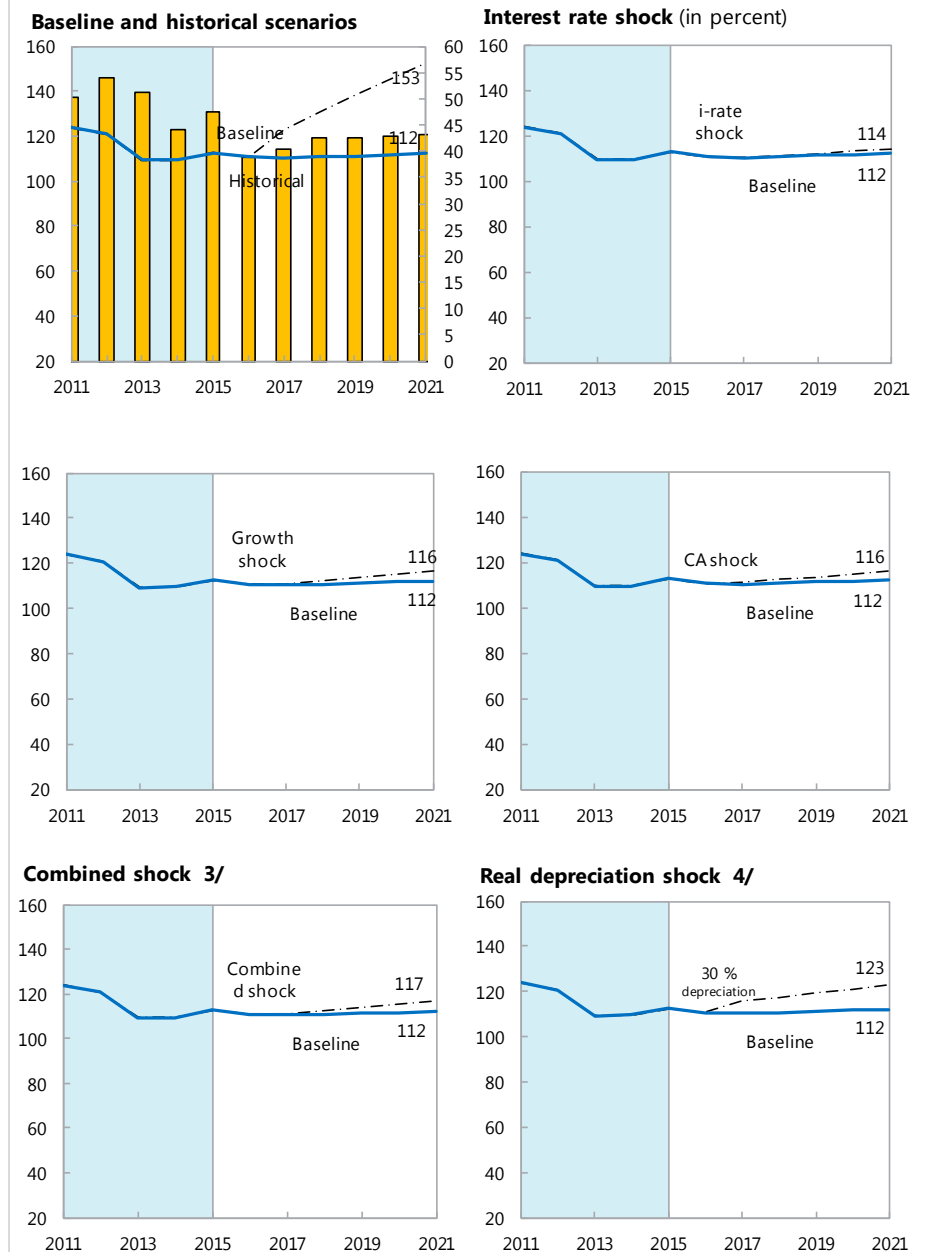 Baseline and historical scenarios
160
140
120
100
80
60
40
20
60
55
50
45
40
35
30
25
20
15
10
5
0
153
Baseline
112
Historical
2011 2013 2015 2017 2019 2021
Interest rate shock (in percent)
160
140
120
100
80
60
40
20
i-rate
shock
114
Baseline
112
2011 2013 2015 2017 2019 2021
160
140
120
100
80
60
40
20
Growth
shock
116
112
Baseline
2011 2013 2015 2017 2019 2021
160
140
120
100
80
60
40
20
CA shock
116
112
Baseline
2011 2013 2015 2017 2019 2021
Combined shock 3/
160
140
120
100
80
60
40
20
Combine
d shock
117
112
Baseline
2011 2013 2015 2017 2019 2021
Real depreciation shock 4/
160
140
120
100
80
60
40
20
30 %
depreciation
123
112
Baseline
2011 2013 2015 2017 2019 2021